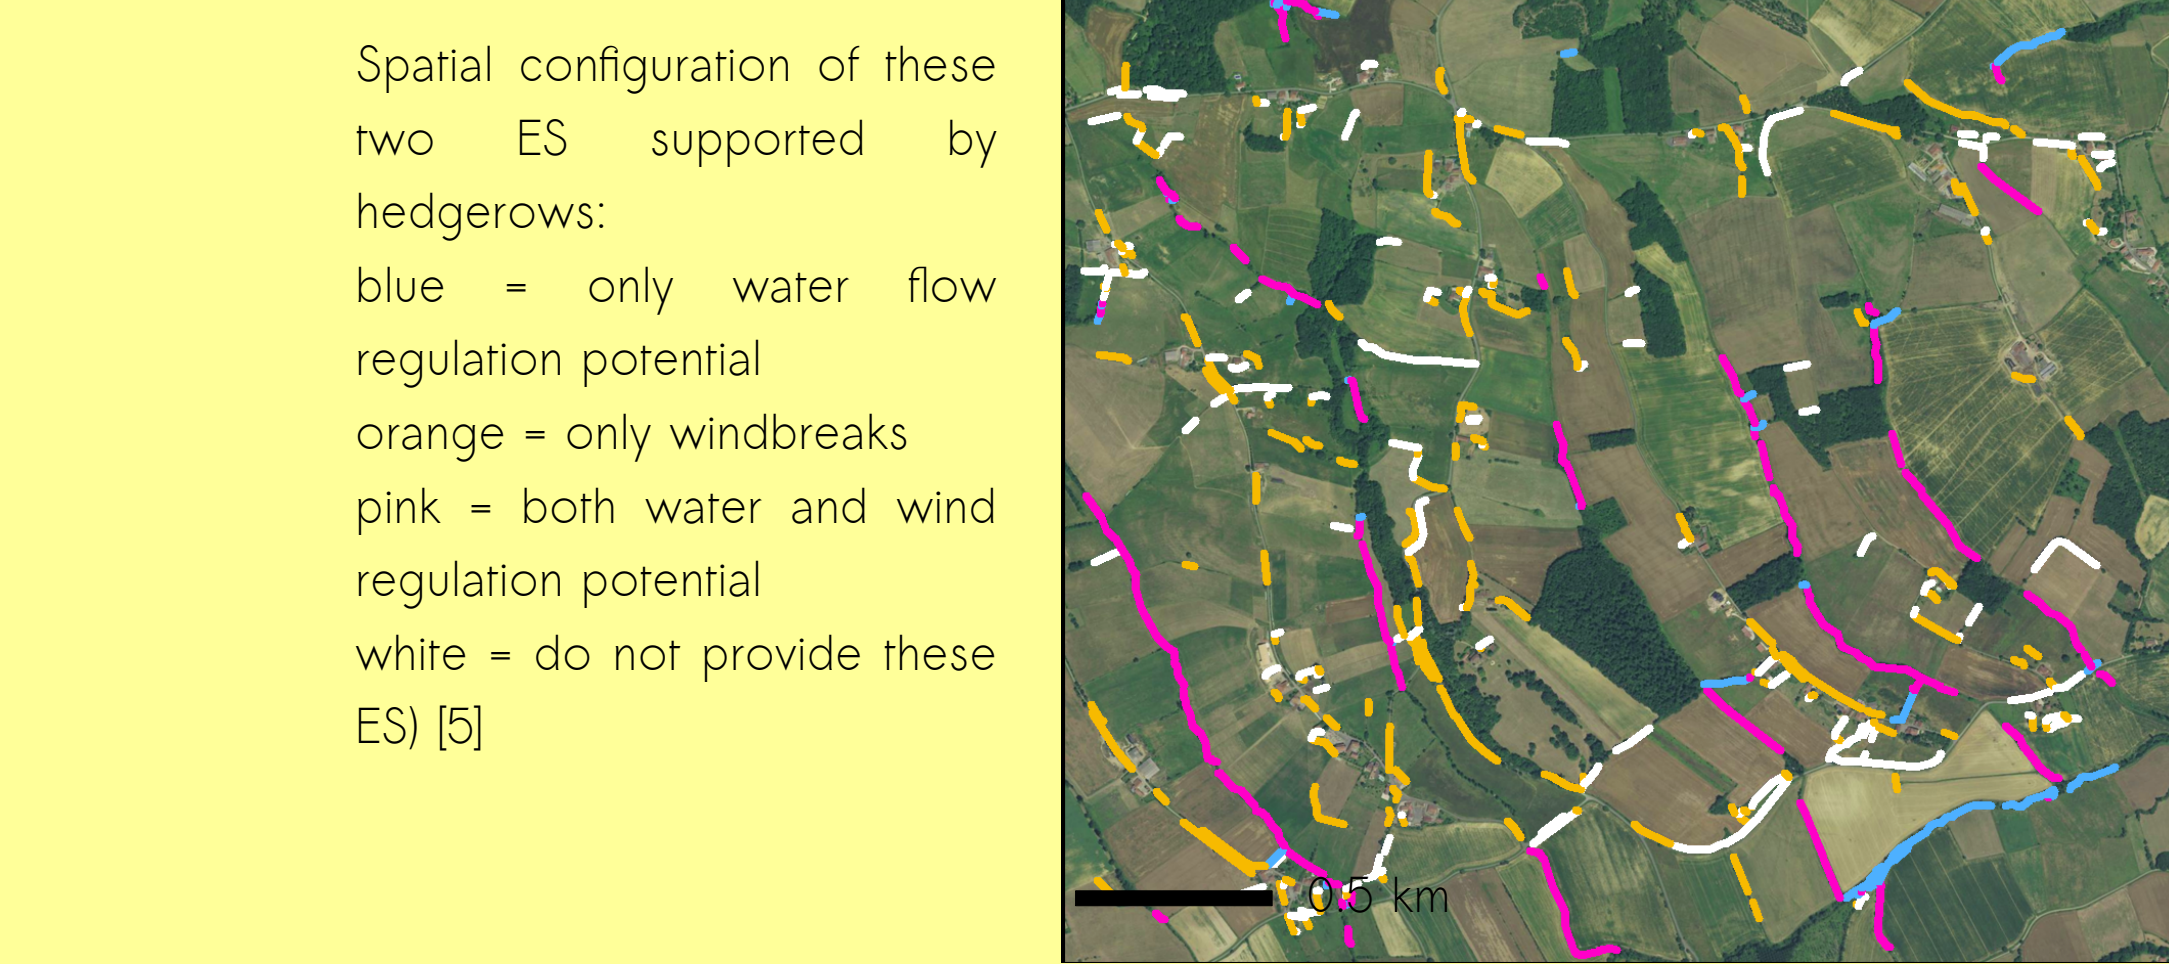 Spatial configuration of these
two ES supported by
hedgerows:
blue = only water flow
regulation potential
orange = only windbreaks
pink = both water and wind
regulation potential
white = do not provide these
ES) [5]
0.5 km